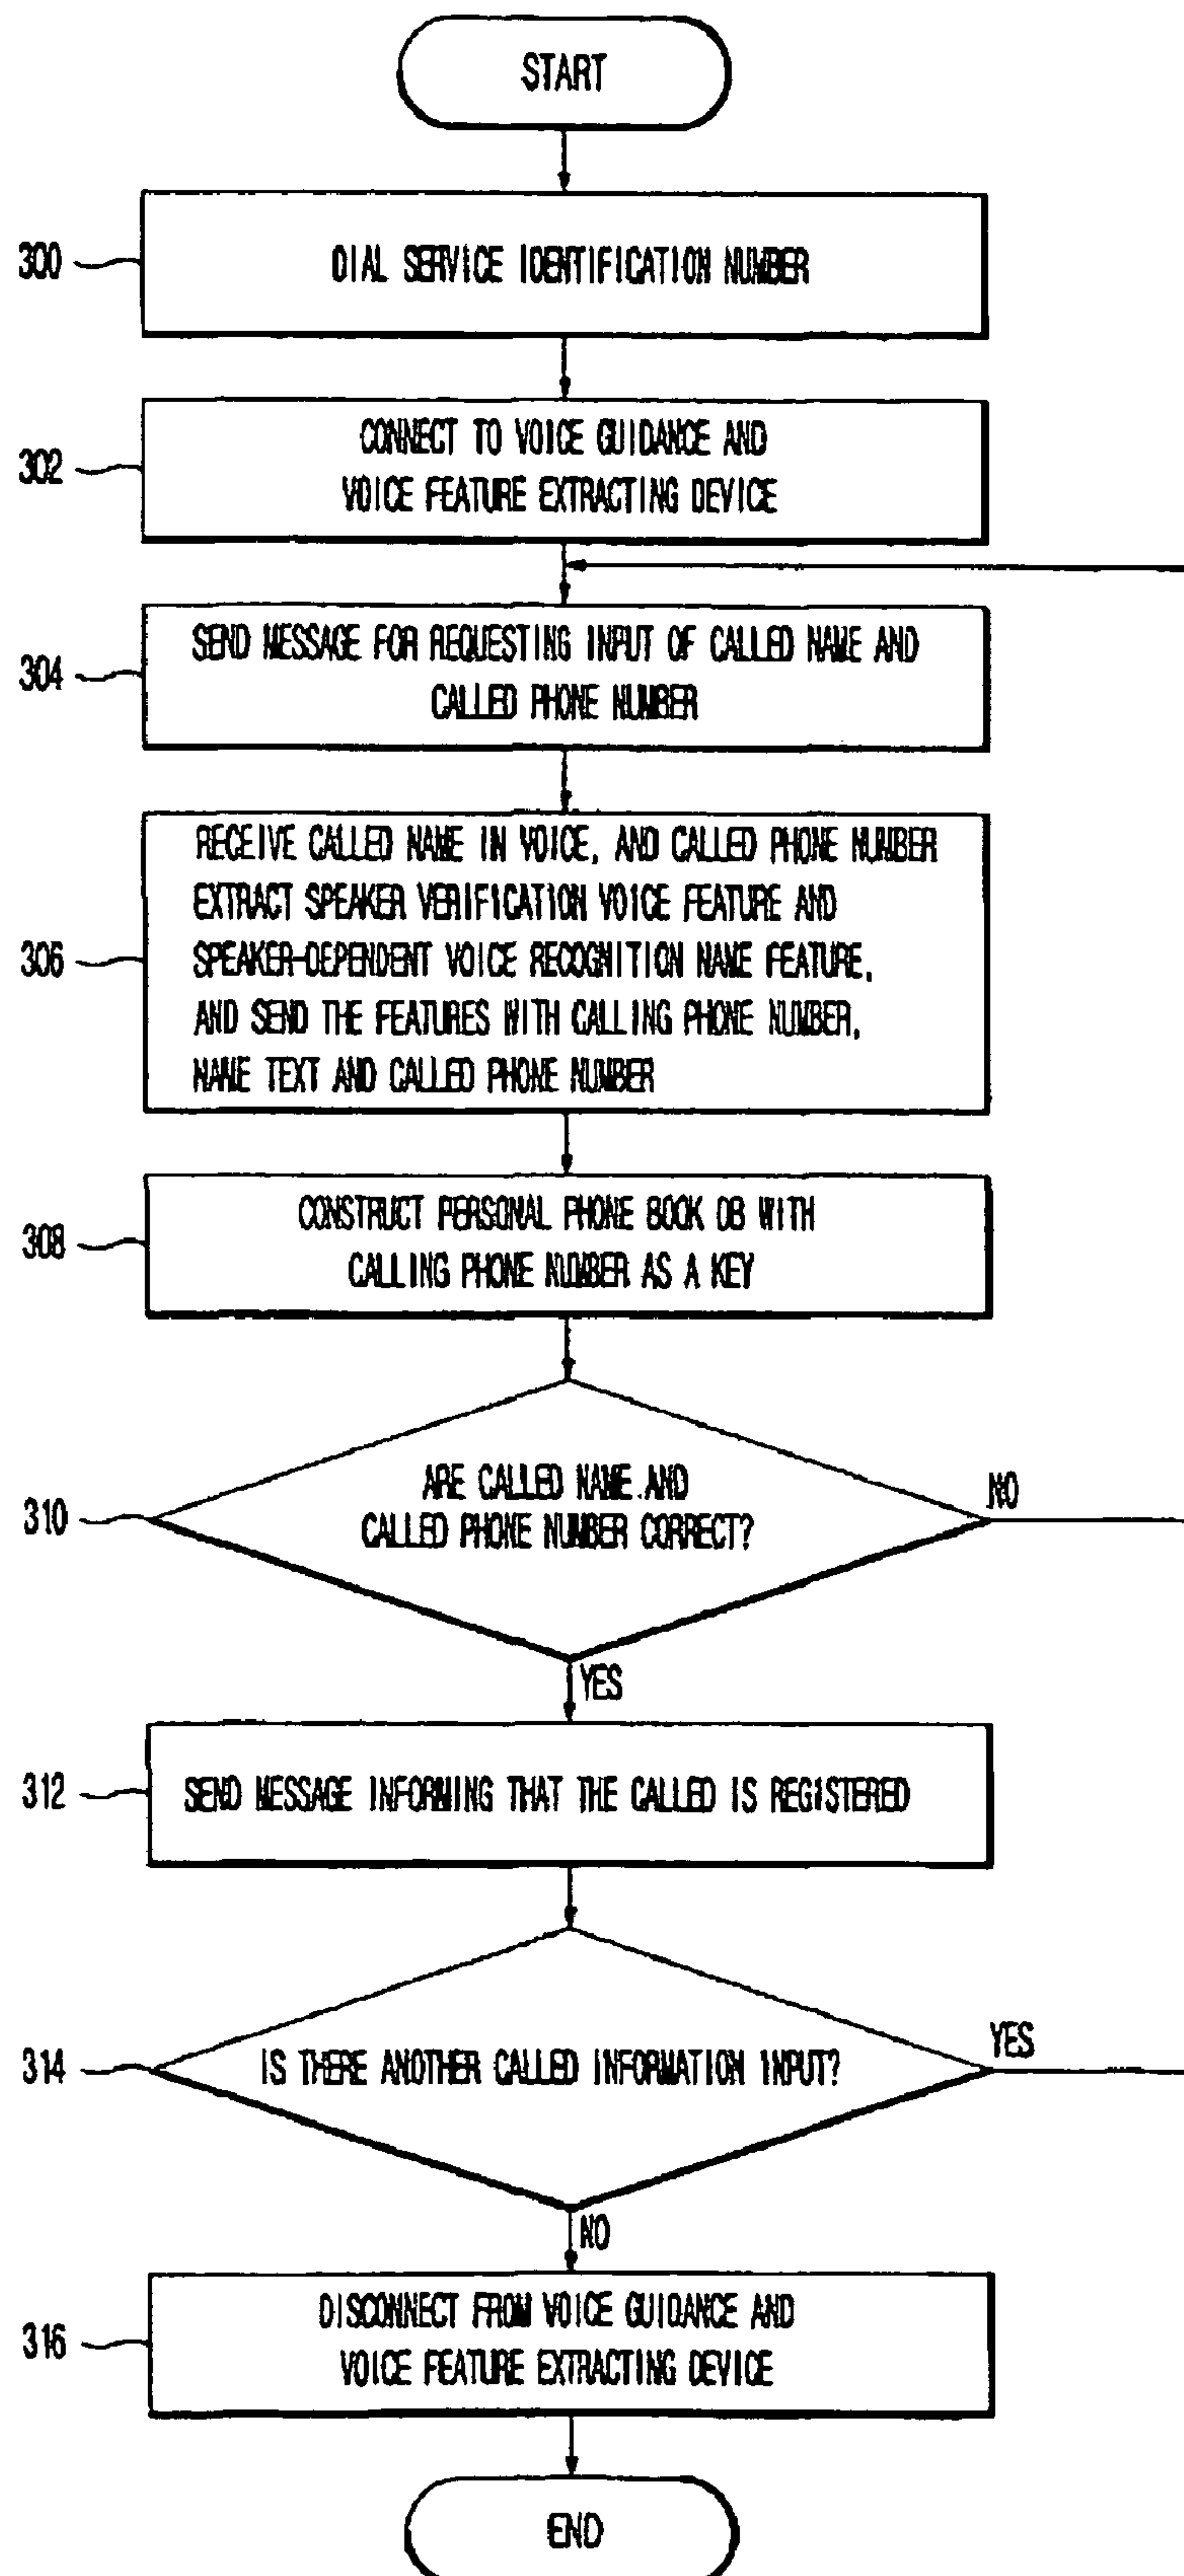 START
300
DIAL SERVICE IDENTIFICATION NUMBER
302
CONNECT TO VOICE GUIDANCE AND
VOICE FEATURE EXTRACTING DEVICE
304
SEND MESSAGE FOR REQUESTING INPUT OF CALLED NAME AND
CALLED PHONE NUMBER
306
RECEIVE CALLED NAME IN VOICE, AND CALLED PHONE NUMBER
EXTRACT SPEAKER VERIFICATION VOICE FEATURE AND
SPEAKER-DEPENDENT VOICE RECOGNITION NAME FEATURE,
AND SEND THE FEATURES WITH CALLING PHONE NUMBER,
NAME TEXT AND CALLED PHONE NUMBER
308
CONSTRUCT PERSONAL PHONE BOOK DB WITH
CALLING PHONE NUMBER AS A KEY
310
ARE CALLED NAME AND
CALLED PHONE NUMBER CORRECT?
NO
YES
312
SEND MESSAGE INFORMING THAT THE CALLED IS REGISTERED
314
IS THERE ANOTHER CALLED INFORMATION INPUT?
YES
NO
316
DISCONNECT FROM VOICE GUIDANCE AND
VOICE FEATURE EXTRACTING DEVICE
END